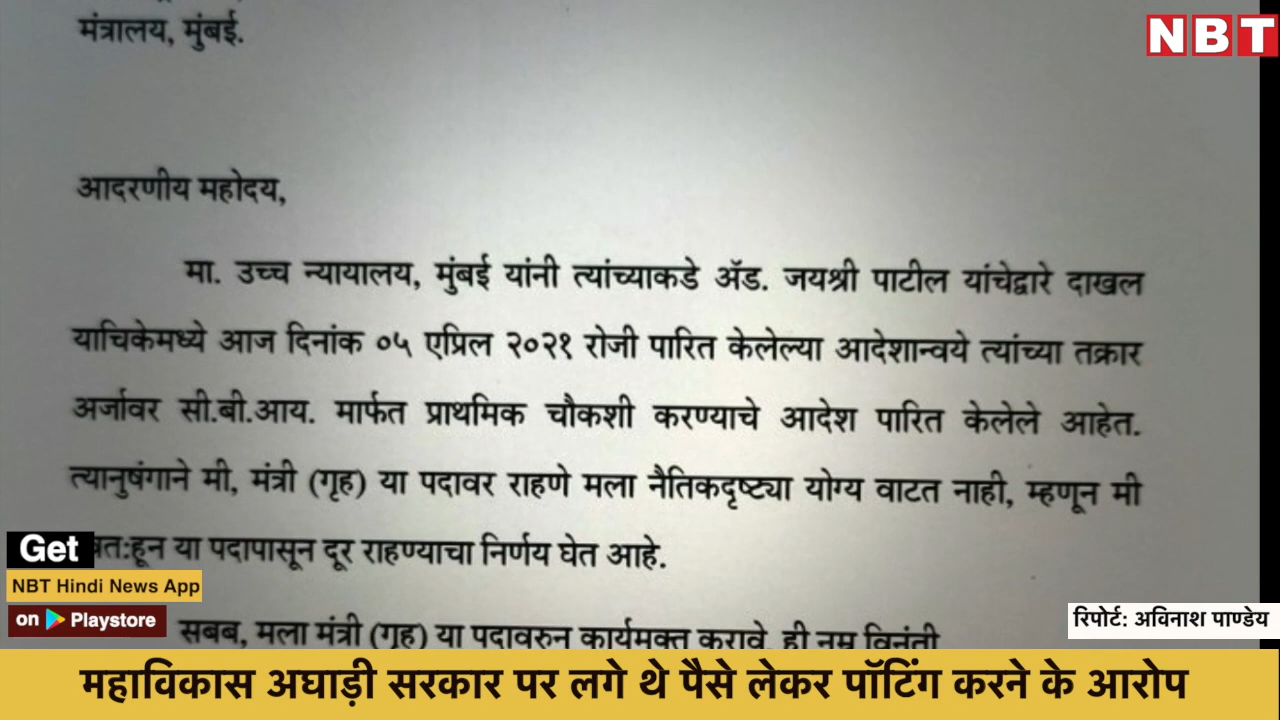 मंत्रालय, मुंबई.
NBT
आदरणीय महोदय,
मा. उच्च न्यायालय, मुंबई यांनी त्यांच्याकडे ॲड. जयश्री पाटील यांचेद्वारे दाखल
याचिकेमध्ये आज दिनांक ०५ एप्रिल २०२१ रोजी पारित केलेल्या आदेशान्वये त्यांच्या तक्रार
अर्जावर सी.बी.आय. मार्फत प्राथमिक चौकशी करण्याचे आदेश पारित केलेले आहेत.
त्यानुषंगाने मी, मंत्री (गृह) या पदावर राहणे मला नैतिकदृष्ट्या योग्य वाटत नाही, म्हणून मी
या पदापासून दूर राहण्याचा निर्णय घेत आहे.
Get
NBT Hindi News App
on Playstore
सबब, मला मंत्री (गृह) या पदावरुन कार्यमुक्त करावे, ही नम्र विनंती
रिपोर्ट: अविनाश पाण्डेय
महाविकास अघाड़ी सरकार पर लगे थे पैसे लेकर पॉटिंग करने के आरोप